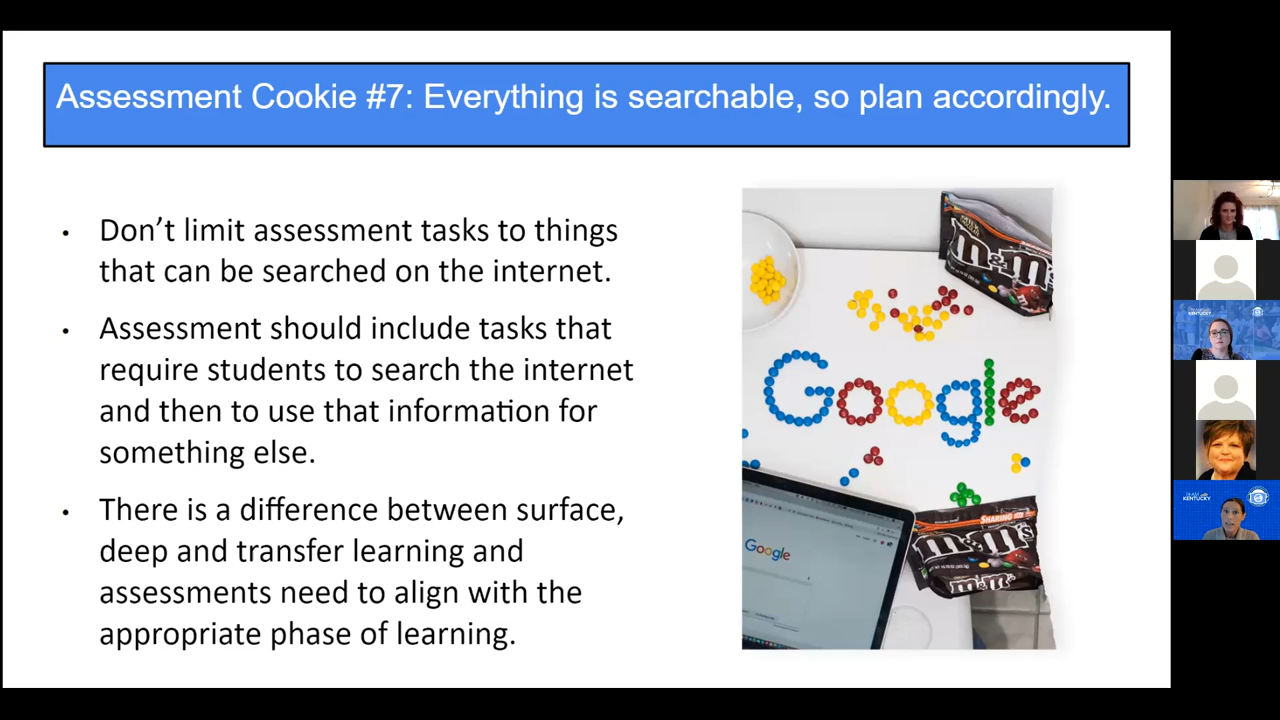 Assessment Cookie #7: Everything is searchable, so plan accordingly.
• Don’t limit assessment tasks to things
that can be searched on the internet.
• Assessment should include tasks that
require students to search the internet
and then to use that information for
something else.
• There is a difference between surface,
deep and transfer learning and
assessments need to align with the
appropriate phase of learning.
m&m's
Google
Google
SHARING
m&m's
m&m's
KENTUCKY
KENTUCKY